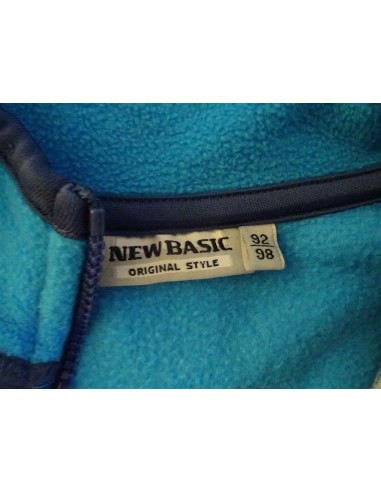 NEW BASIC
ORIGINAL STYLE
92
98